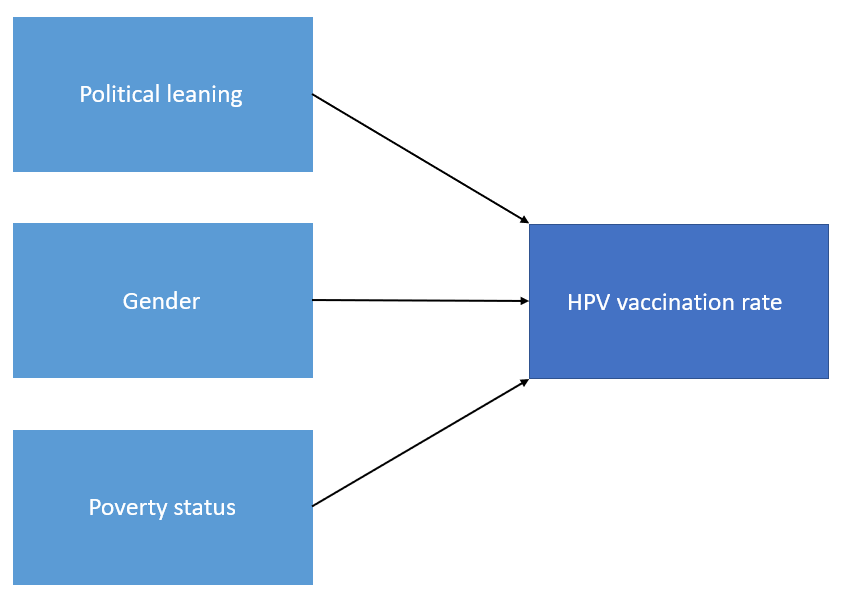 Political leaning
Gender
HPV vaccination rate
Poverty status